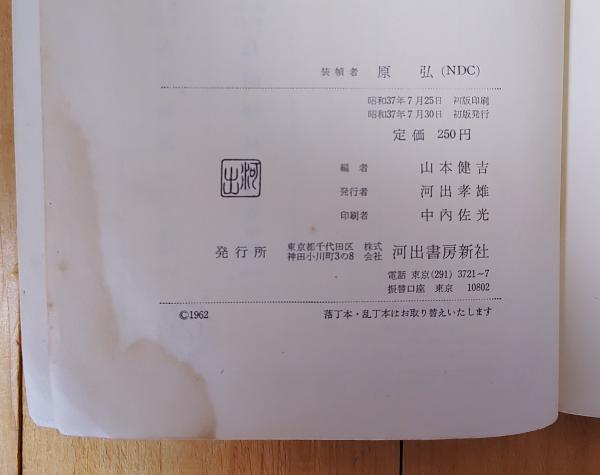 装幀者 原 弘(NDC)
昭和37年7月25日 初版印刷
昭和37年7月30日 初版発行
定価 250円
編者 山本健吉
発行者 河出孝雄
印刷者 中内佐光
河出
発行所 東京都千代田区神田小川町3の8 株式会社 河出書房新社
電話 東京(291)3721~7
振替口座 東京 10802
©1962 落丁本・乱丁本はお取り替えいたします